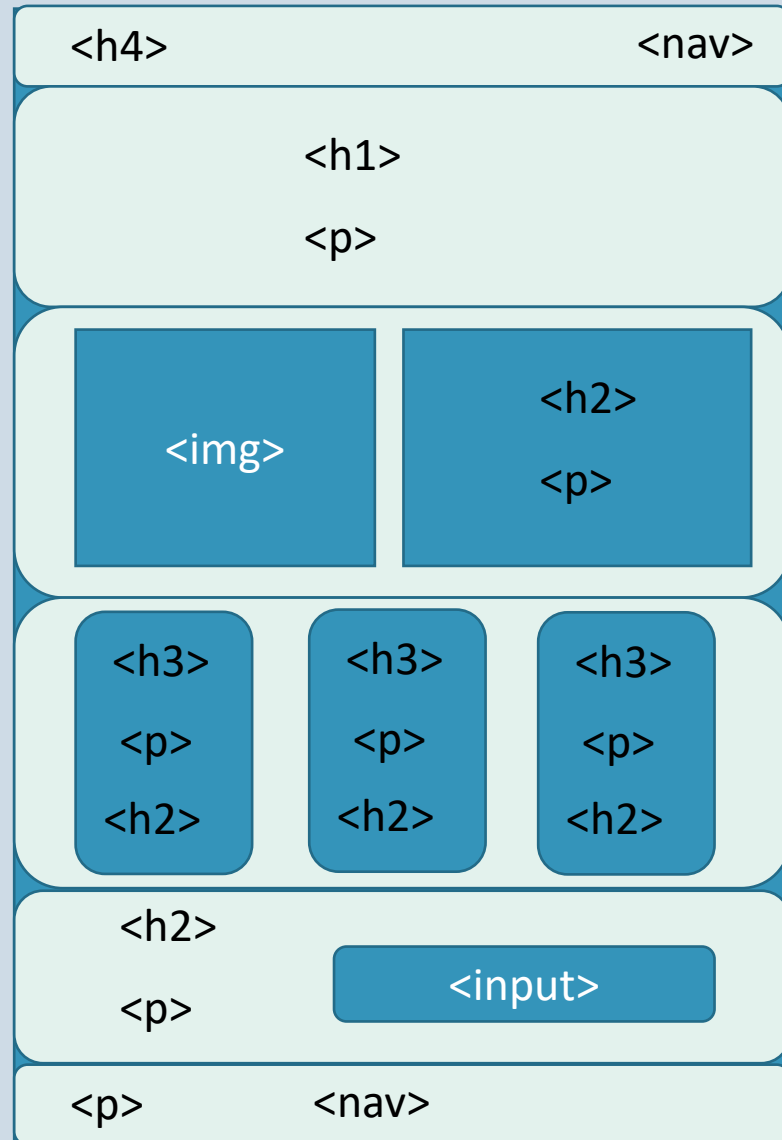 <h4> <nav>
<h1>
<p>
<img>
<h2>
<p>
<h3> <h3> <h3>
<p> <p> <p>
<h2> <h2> <h2>
<h2>
<p>
<input>
<p> <nav>